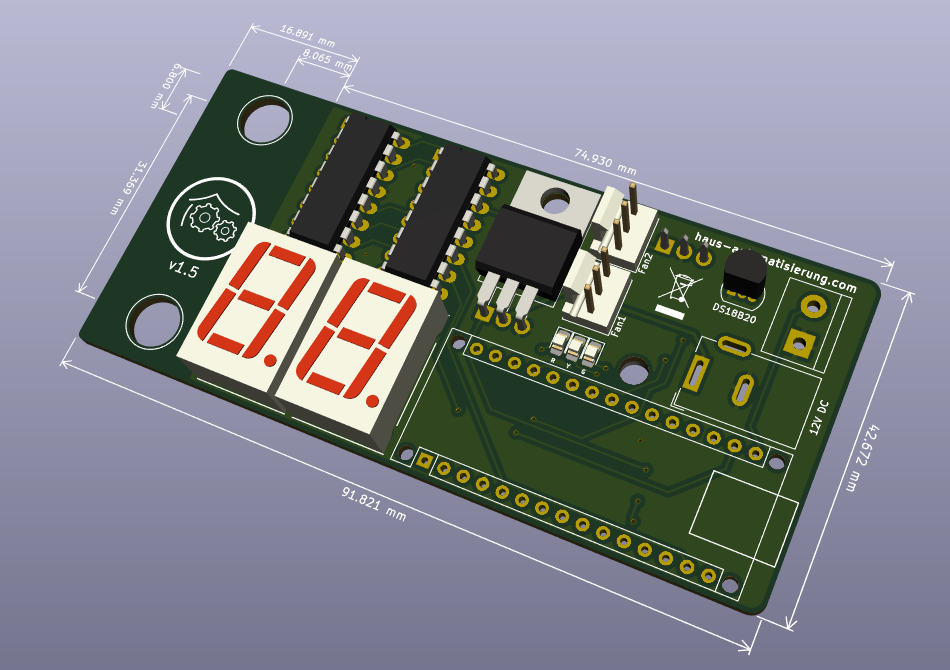 16.891 mm
8.065 mm
6.800 mm
74.930 mm
31.369 mm
v1.5
Fan2
haus-a
matisierung.com
DS18B20
Fan1
R Y G
12V DC
42.672 mm
91.821 mm